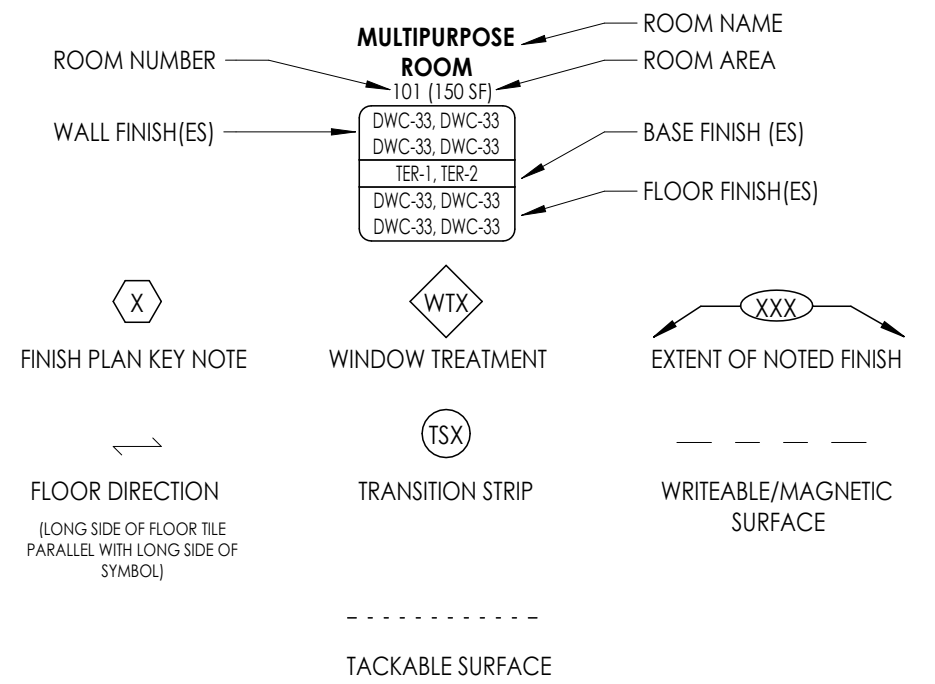 ROOM NAME
MULTIPURPOSE
ROOM
ROOM NUMBER
ROOM AREA
101 (150 SF)
WALL FINISH(ES)
DWC-33, DWC-33
DWC-33, DWC-33
BASE FINISH (ES)
TER-1, TER-2
FLOOR FINISH(ES)
DWC-33, DWC-33
DWC-33, DWC-33
X
FINISH PLAN KEY NOTE
WTX
WINDOW TREATMENT
XXX
EXTENT OF NOTED FINISH
FLOOR DIRECTION
(LONG SIDE OF FLOOR TILE
PARALLEL WITH LONG SIDE OF
SYMBOL)
TSX
TRANSITION STRIP
WRITEABLE/MAGNETIC
SURFACE
TACKABLE SURFACE